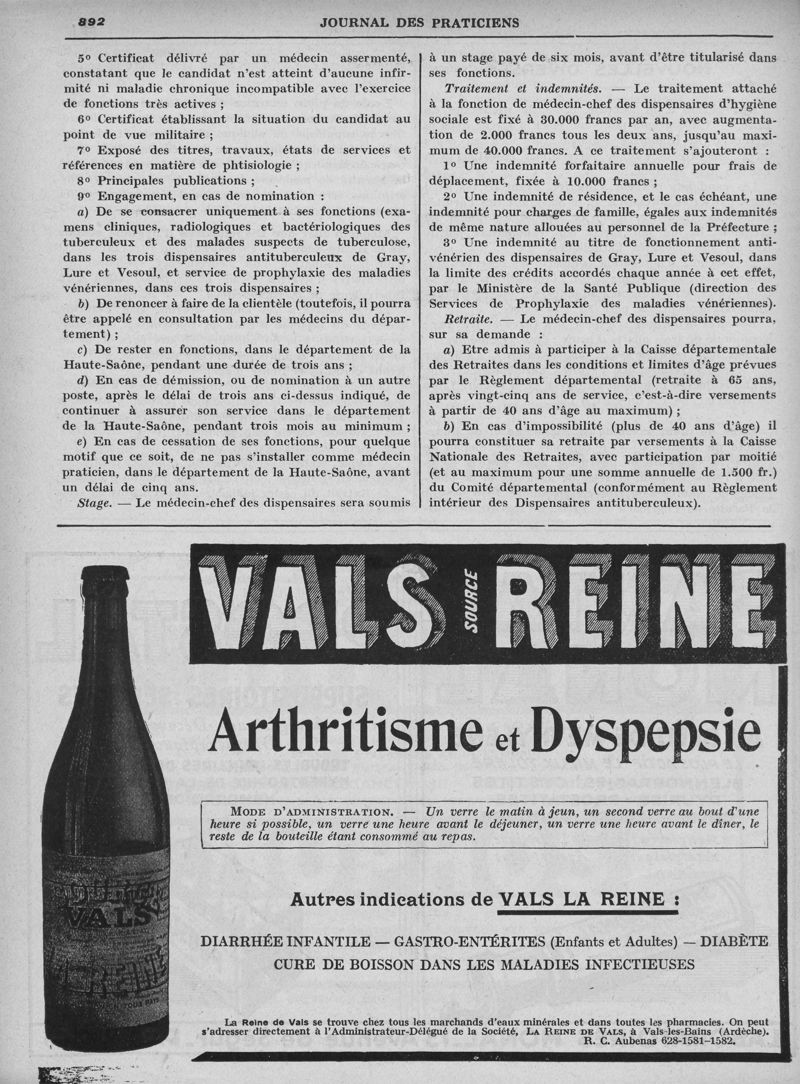 892
JOURNAL DES PRATICIENS
5º Certificat délivré par un médecin assermenté,
constatant que le candidat n'est atteint d'aucune infir-
mité ni maladie chronique incompatible avec l'exercice
de fonctions très actives ;
6º Certificat établissant la situation du candidat au
point de vue militaire ;
7º Exposé des titres, travaux, états de services et
références en matière de phtisiologie ;
8º Principales publications ;
9º Engagement, en cas de nomination :
a) De se consacrer uniquement à ses fonctions (exa-
mens cliniques, radiologiques et bactériologiques des
tuberculeux et des malades suspects de tuberculose,
dans les trois dispensaires antituberculeux de Gray,
Lure et Vesoul, et service de prophylaxie des maladies
vénériennes, dans ces trois dispensaires ;
b) De renoncer à faire de la clientèle (toutefois, il pourra
être appelé en consultation par les médecins du dépar-
tement) ;
c) De rester en fonctions, dans le département de la
Haute-Saône, pendant une durée de trois ans ;
d) En cas de démission, ou de nomination à un autre
poste, après le délai de trois ans ci-dessus indiqué, de
continuer à assurer son service dans le département
de la Haute-Saône, pendant trois mois au minimum ;
e) En cas de cessation de ses fonctions, pour quelque
motif que ce soit, de ne pas s'installer comme médecin
praticien, dans le département de la Haute-Saône, avant
un délai de cinq ans.
Stage. — Le médecin-chef des dispensaires sera soumis
à un stage payé de six mois, avant d'être titularisé dans
ses fonctions.
Traitement et indemnités. — Le traitement attaché
à la fonction de médecin-chef des dispensaires d'hygiène
sociale est fixé à 30.000 francs par an, avec augmenta-
tion de 2.000 francs tous les deux ans, jusqu'au maxi-
mum de 40.000 francs. A ce traitement s'ajouteront :
1º Une indemnité forfaitaire annuelle pour frais de
déplacement, fixée à 10.000 francs ;
2º Une indemnité de résidence, et le cas échéant, une
indemnité pour charges de famille, égales aux indemnités
de même nature allouées au personnel de la Préfecture ;
3º Une indemnité au titre de fonctionnement anti-
vénérien des dispensaires de Gray, Lure et Vesoul, dans
la limite des crédits accordés chaque année à cet effet,
par le Ministère de la Santé Publique (direction des
Services de Prophylaxie des maladies vénériennes).
Retraite. — Le médecin-chef des dispensaires pourra,
sur sa demande :
a) Etre admis à participer à la Caisse départementale
des Retraites dans les conditions et limites d'âge prévues
par le Règlement départemental (retraite à 65 ans,
après vingt-cinq ans de service, c'est-à-dire versements
à partir de 40 ans d'âge au maximum) ;
b) En cas d'impossibilité (plus de 40 ans d'âge) il
pourra constituer sa retraite par versements à la Caisse
Nationale des Retraites, avec participation par moitié
(et au maximum pour une somme annuelle de 1.500 fr.)
du Comité départemental (conformément au Règlement
intérieur des Dispensaires antituberculeux).
VALS SOURCE REINE
Arthritisme et Dyspepsie
MODE D'ADMINISTRATION. — Un verre le matin à jeun, un second verre au bout d'une
heure si possible, un verre une heure avant le déjeuner, un verre une heure avant le dîner, le
reste de la bouteille étant consommé au repas.
VALS
REINE
Autres indications de VALS LA REINE :
DIARRHÉE INFANTILE — GASTRO-ENTÉRITES (Enfants et Adultes) — DIABÈTE
CURE DE BOISSON DANS LES MALADIES INFECTIEUSES
La Reine de Vals se trouve chez tous les marchands d'eaux minérales et dans toutes les pharmacies. On peut
s'adresser directement à l'Administrateur-Délégué de la Société, LA REINE DE VALS, à Vals-les-Bains (Ardèche).
R. C. Aubenas 628-1581-1582.